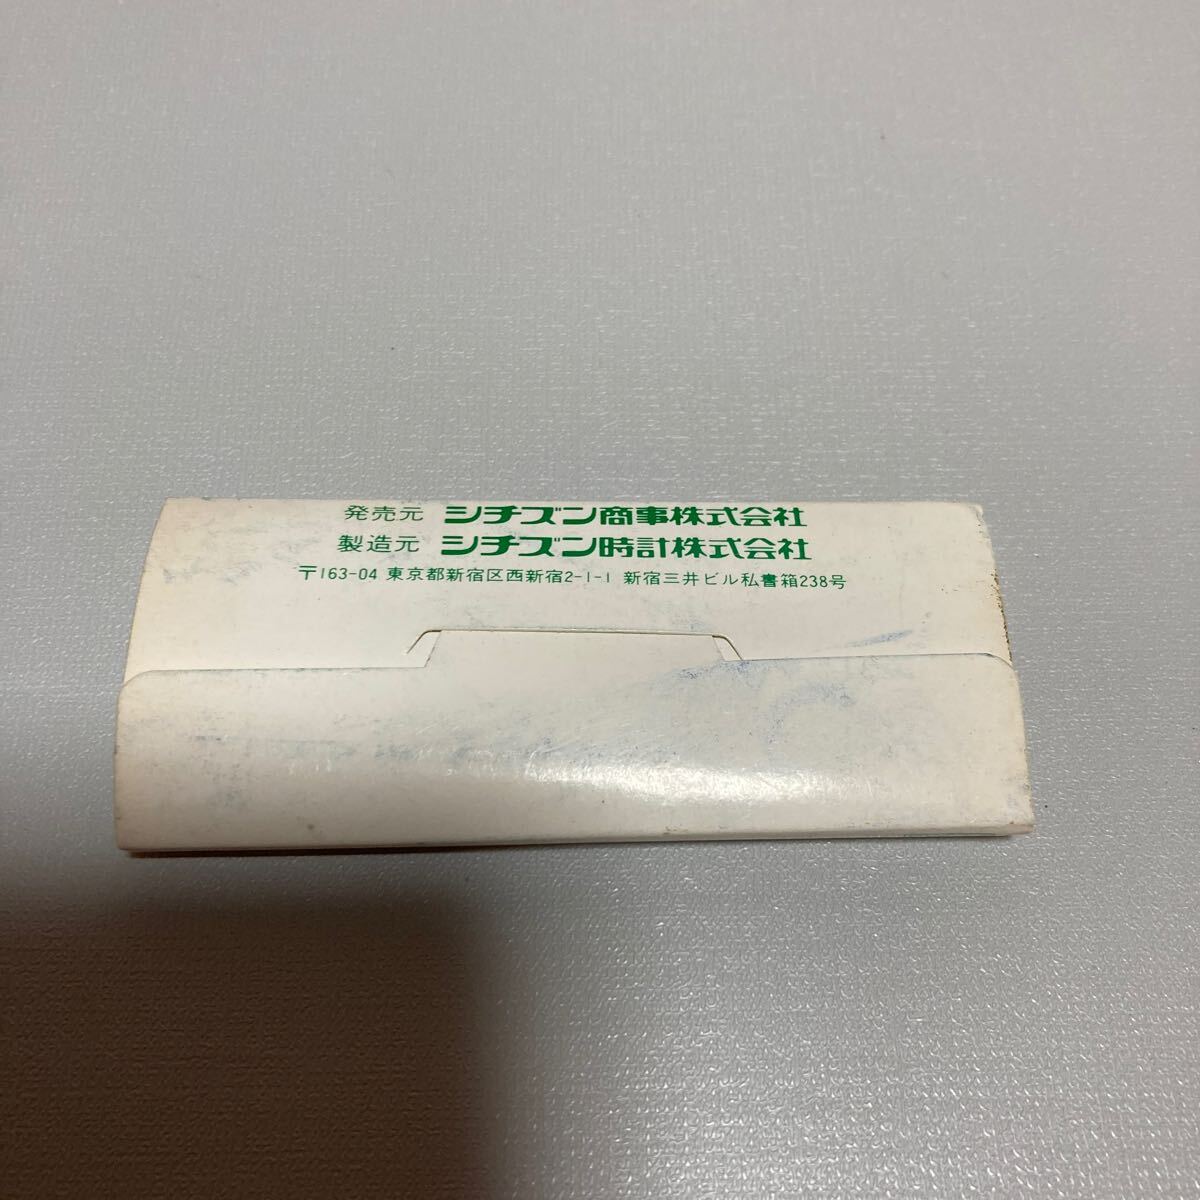 発売元 シチズン商事株式会社
製造元 シチズン時計株式会社
〒163-04 東京都新宿区西新宿2-1-1 新宿三井ビル私書箱238号